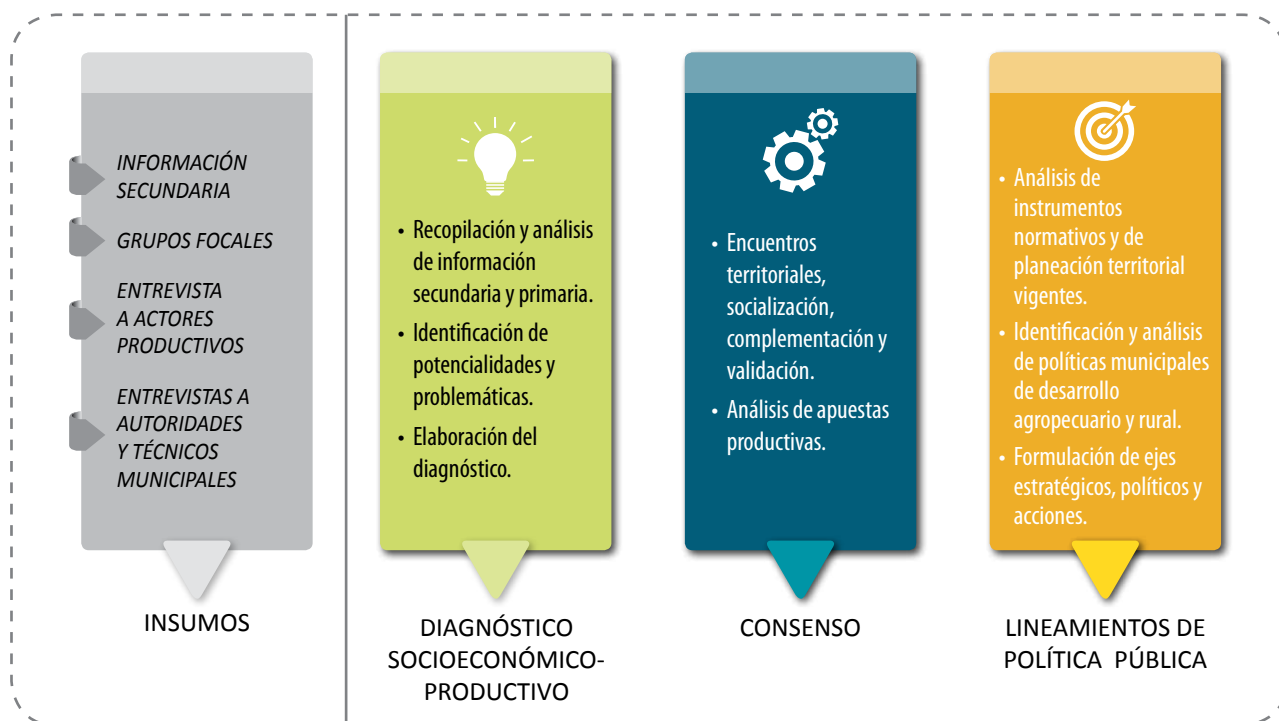 INFORMACIÓN
SECUNDARIA
GRUPOS FOCALES
ENTREVISTA
A ACTORES
PRODUCTIVOS
ENTREVISTAS A
AUTORIDADES
Y TÉCNICOS
MUNICIPALES
INSUMOS
• Recopilación y análisis
de información
secundaria y primaria.
• Identificación de
potencialidades y
problemáticas.
• Elaboración del
diagnóstico.
DIAGNÓSTICO
SOCIOECONÓMICO-
PRODUCTIVO
• Encuentros
territoriales,
socialización,
complementación y
validación.
• Análisis de apuestas
productivas.
CONSENSO
• Análisis de
instrumentos
normativos y de
planeación territorial
vigentes.
• Identificación y análisis
de políticas municipales
de desarrollo
agropecuario y rural.
• Formulación de ejes
estratégicos, políticos y
acciones.
LINEAMIENTOS DE
POLÍTICA PÚBLICA